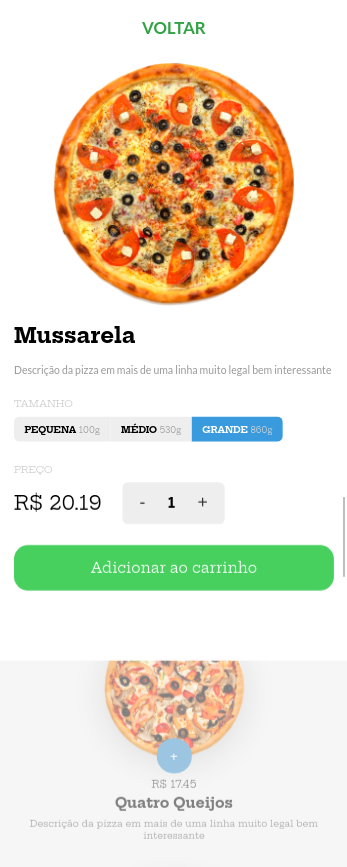 VOLTAR
Mussarela
Descrição da pizza em mais de uma linha muito legal bem interessante
TAMANHO
PEQUENA 100g MÉDIO 530g GRANDE 860g
PREÇO
R$ 20.19 - 1 +
Adicionar ao carrinho
+
R$ 17.45
Quatro Queijos
Descrição da pizza em mais de uma linha muito legal bem
interessante